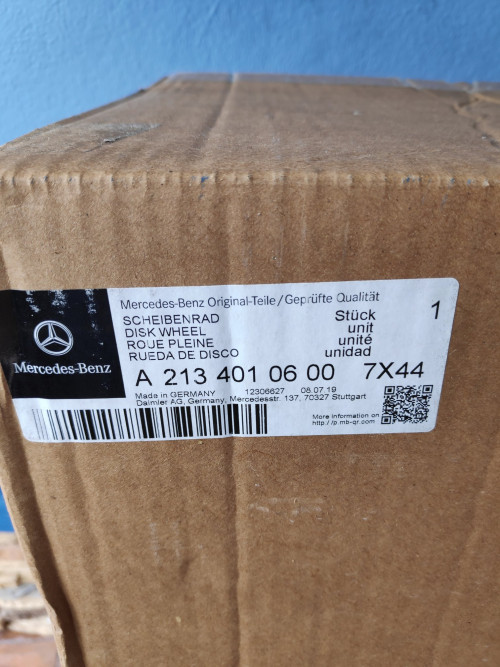 Mercedes-Benz Original-Teile/Geprüfte Qualität
SCHEIBENRAD Stück 1
DISK WHEEL unit
ROUE PLEINE unité
RUEDA DE DISCO unidad
Mercedes-Benz
A 213 401 06 00 7X44
Made in GERMANY 12306627 08.07.19
Daimler AG, Germany, Mercedesstr. 137, 70327 Stuttgart
More information on
http://p.mb-qr.com